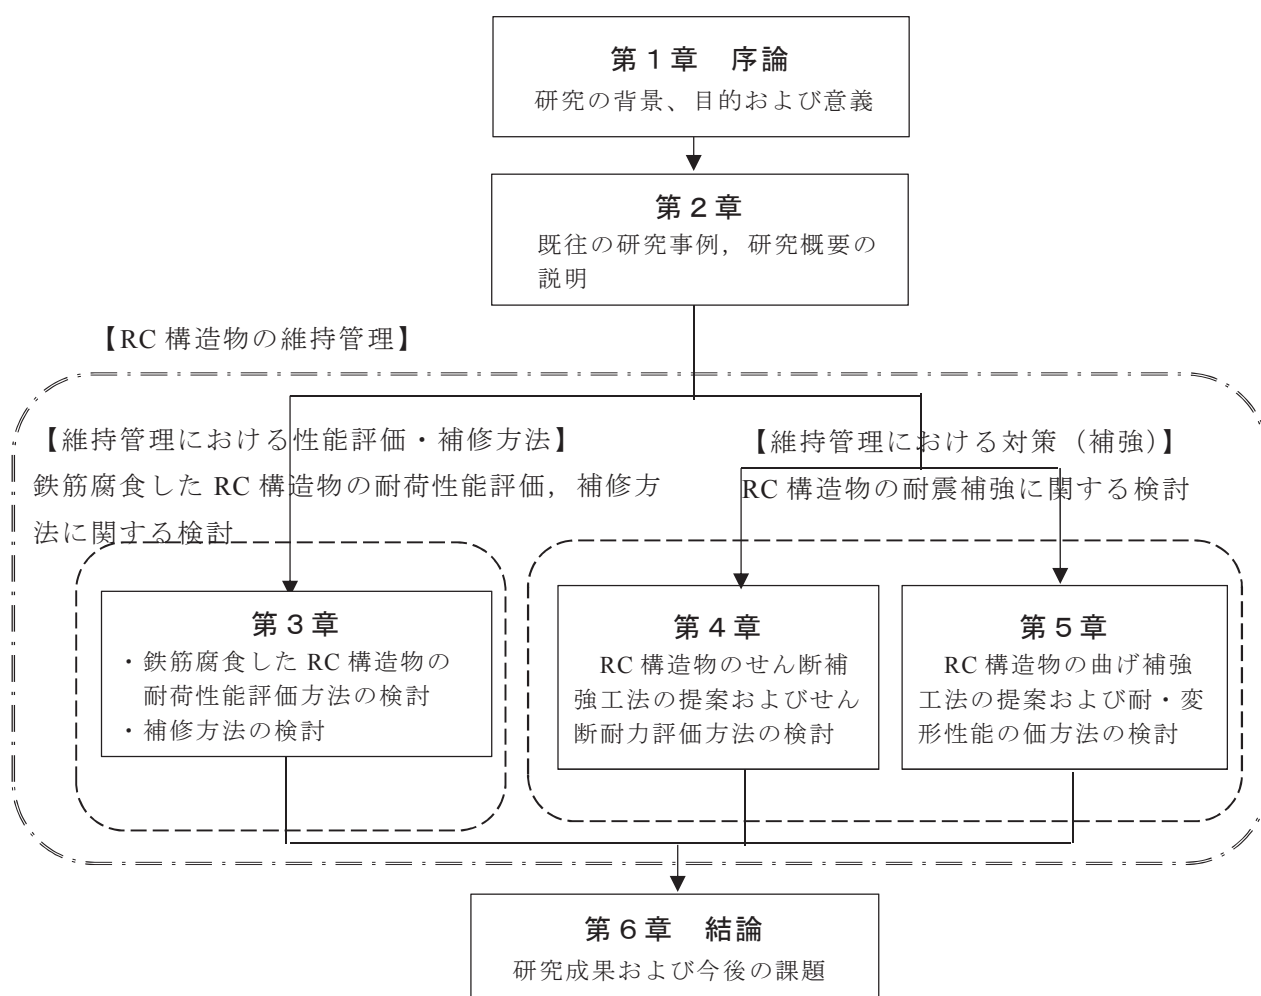 第1章　序論
研究の背景、目的および意義
第2章
既往の研究事例，研究概要の
説明
【RC 構造物の維持管理】
【維持管理における性能評価・補修方法】
鉄筋腐食した RC 構造物の耐荷性能評価，補修方
法に関する検討
【維持管理における対策（補強）】
RC 構造物の耐震補強に関する検討
第3章
・鉄筋腐食した RC 構造物の
耐荷性能評価方法の検討
・補修方法の検討
第4章
RC 構造物のせん断補
強工法の提案およびせん
断耐力評価方法の検討
第5章
RC 構造物の曲げ補強
工法の提案および耐・変
形性能の価方法の検討
第6章　結論
研究成果および今後の課題